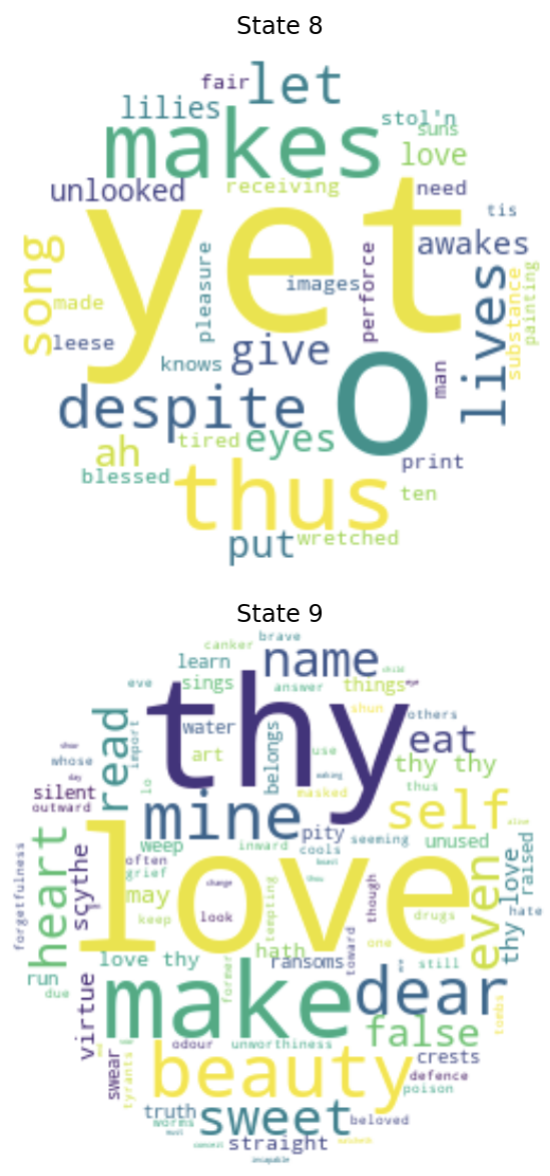 State 8
fair let
lilies
stol'n
makes suns
love
unlooked receiving need
yet tis
awakes
song pleasure images perforce lives substance painting
made
leese give
knows
man
despite o
ah tired eyes
blessed print
thus ten
put wretched
State 9
brave
canker name child
learn
eve sings answer things eye
thy shun others
read import water belongs eat
whose art use thy thy
day
silent lo masked thus
outward mine self
pity seeming unused
heart scythe weep inward cools even thy love raised
often
grief
forgetfulness love hate
may change tempting though drugs
keep look
hath one
love thy ransoms toward still
run former
due make dear tombs
virtue false
odour unworthiness crests
swear tyrants beauty defence
poison
truth sweet beloved
worms
straight
incapable